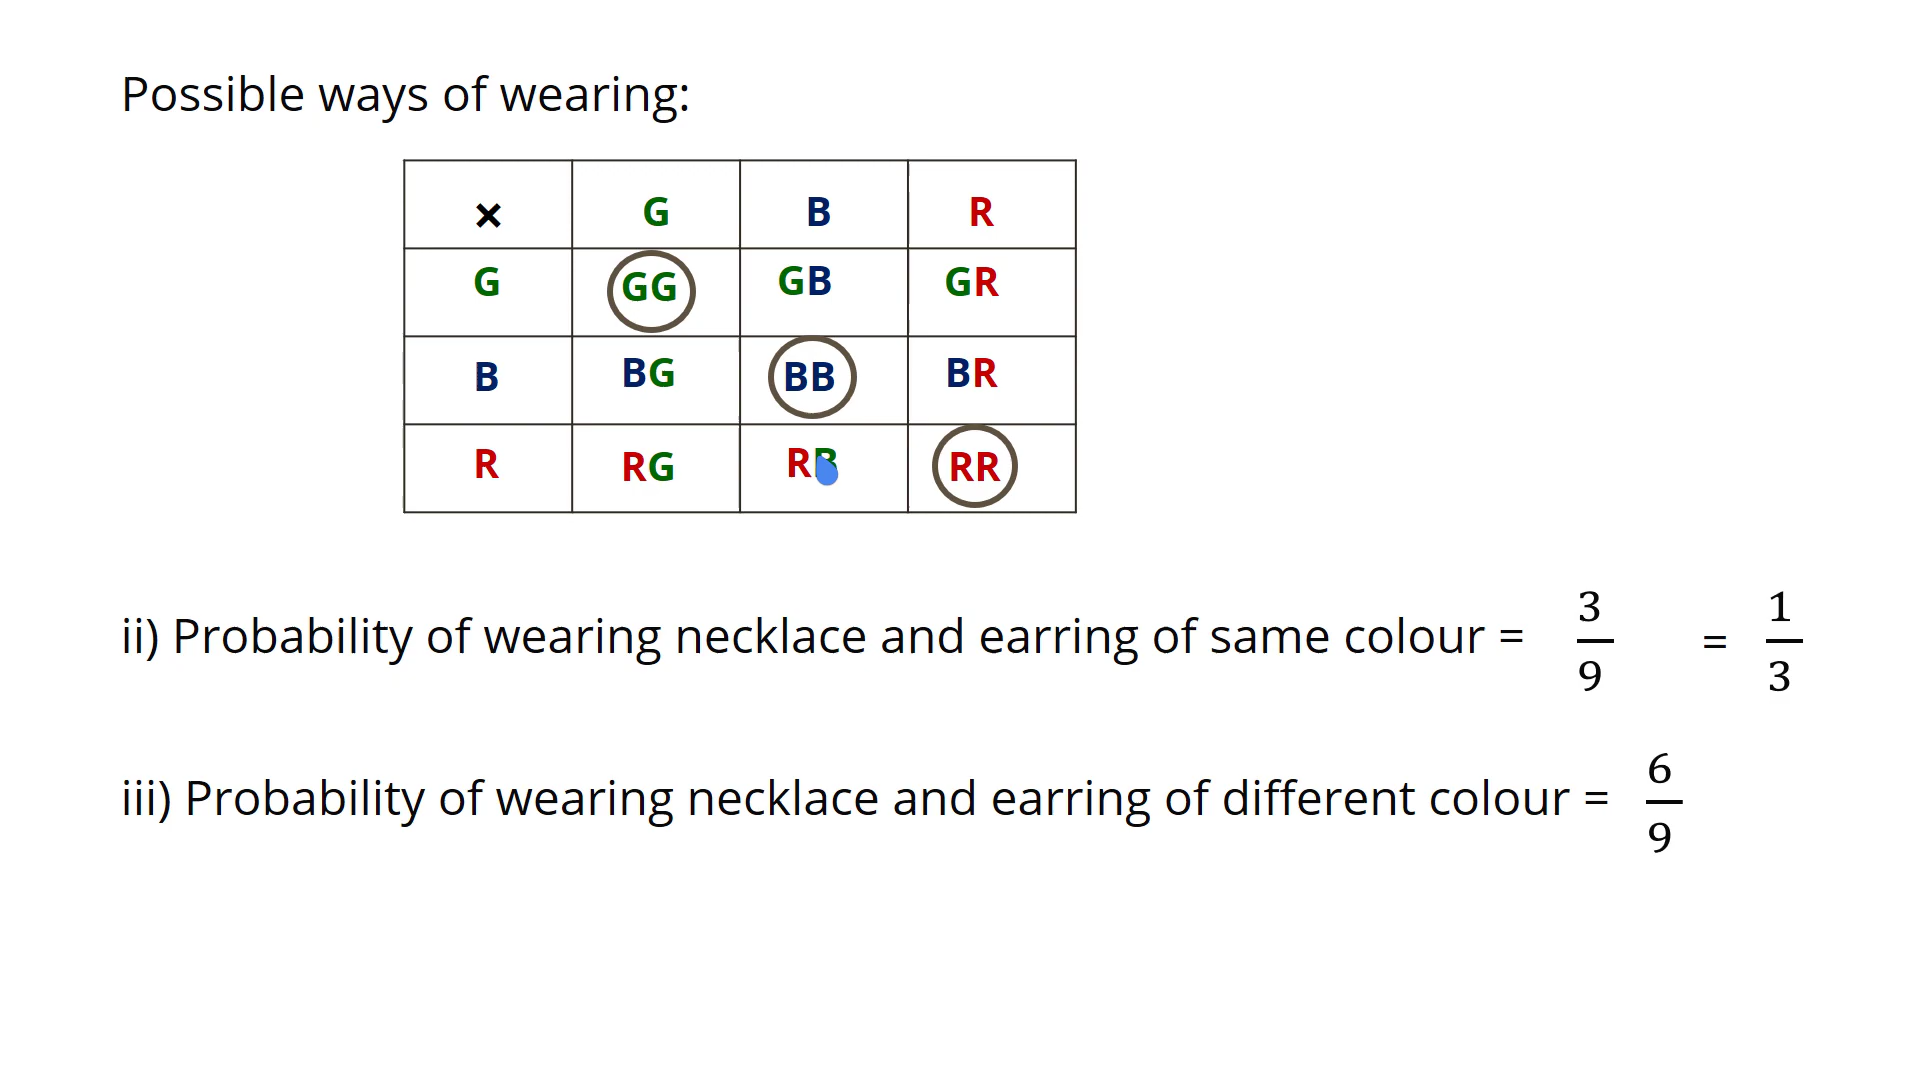 Possible ways of wearing:
× G B R
G GG GB GR
B BG BB BR
R RG RB RR
ii) Probability of wearing necklace and earring of same colour = 3/9 = 1/3
iii) Probability of wearing necklace and earring of different colour = 6/9